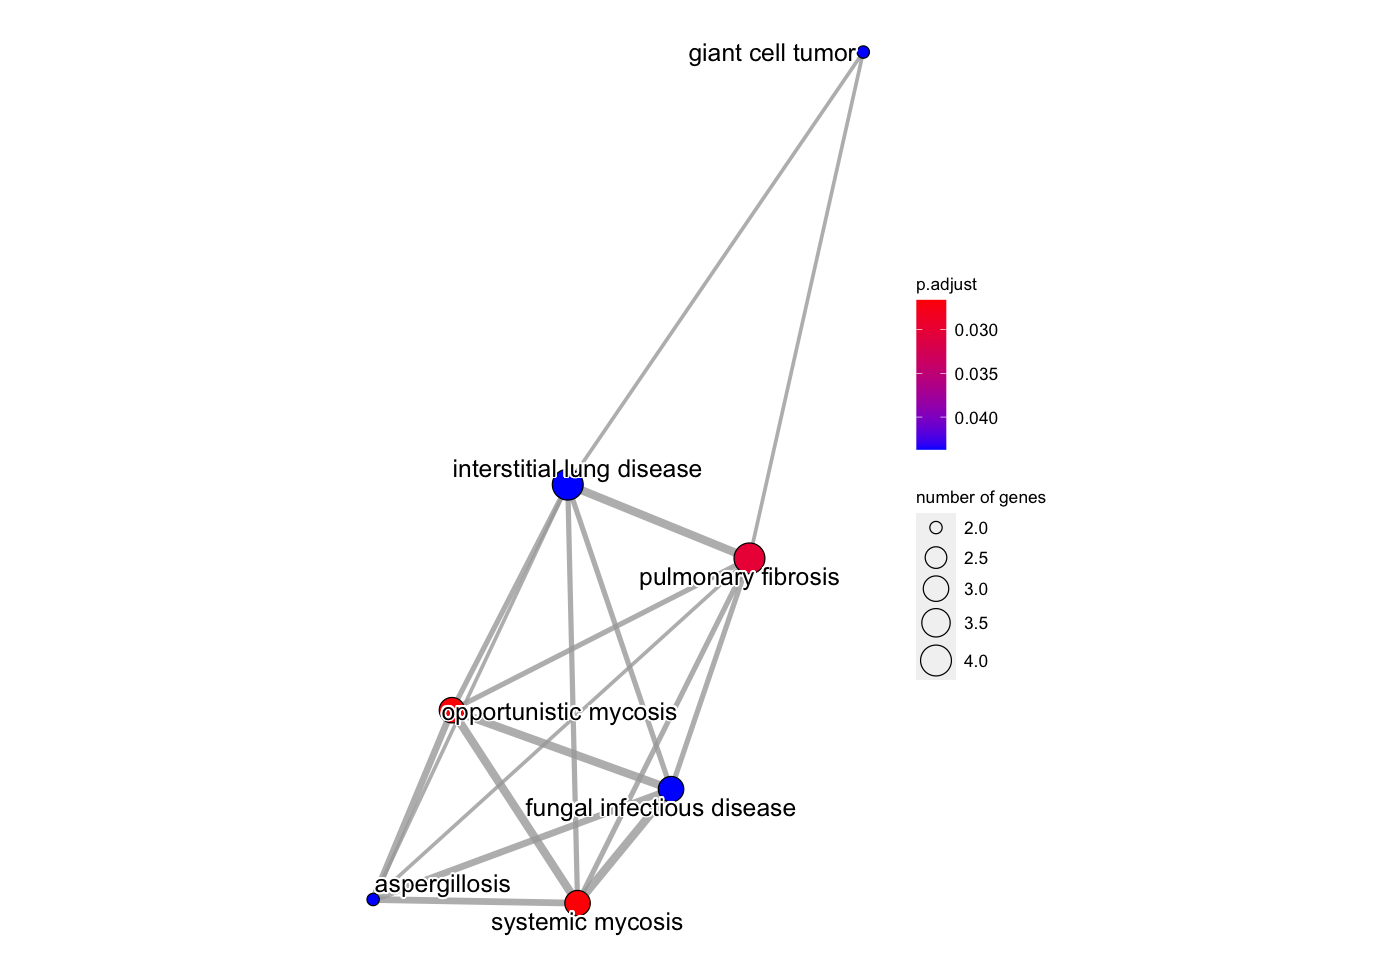 giant cell tumor
p.adjust
0.030
0.035
0.040
interstitial lung disease
number of genes
2.0
2.5
3.0
3.5
4.0
pulmonary fibrosis
opportunistic mycosis
fungal infectious disease
aspergillosis
systemic mycosis